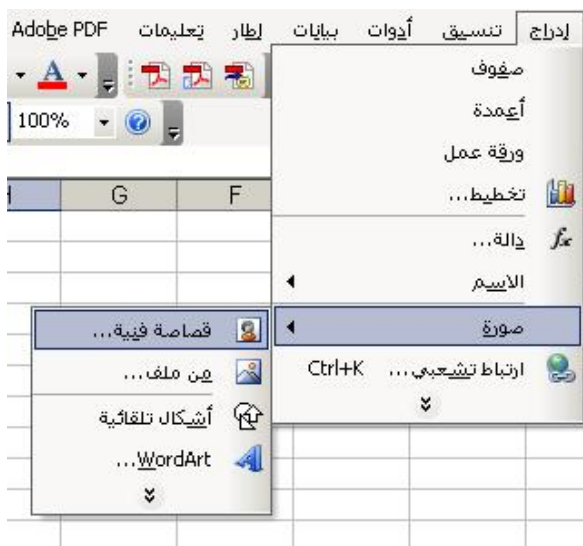 إدراج تنسيق أدوات بيانات إطار تعليمات Adobe PDF
صفوف
أعمدة
ورقة عمل
تخطيط...
دالة...
الاسم
صورة
ارتباط تشعبي... Ctrl+K
100%
G F
قصاصة فنية...
من ملف...
أشكال تلقائية
WordArt...